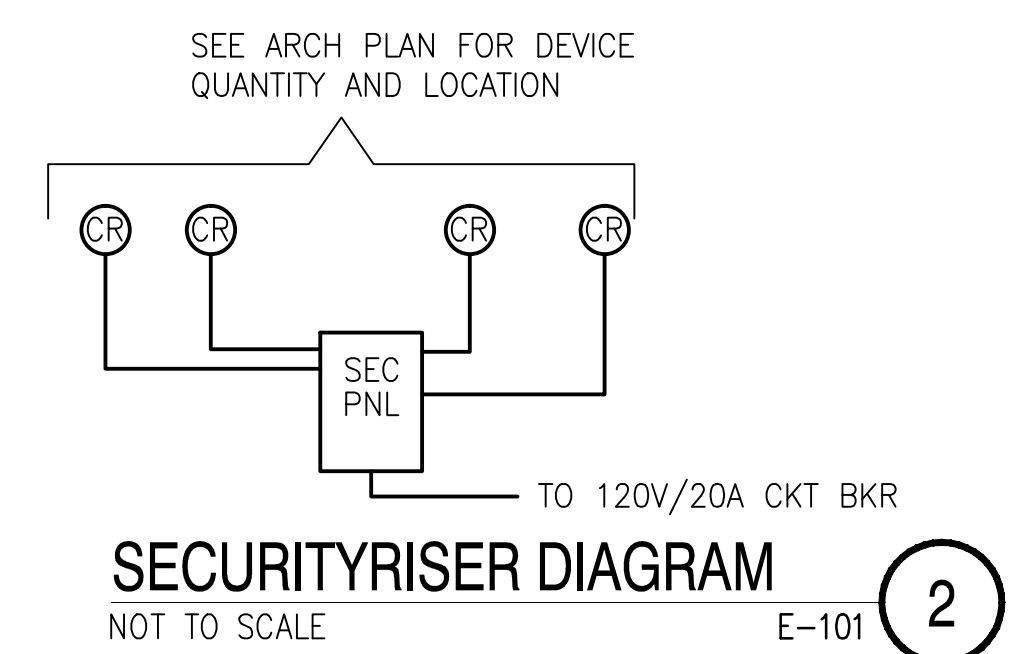 SEE ARCH PLAN FOR DEVICE
QUANTITY AND LOCATION
CR CR CR CR
SEC
PNL
TO 120V/20A CKT BKR
SECURITYRISER DIAGRAM
2
NOT TO SCALE E-101